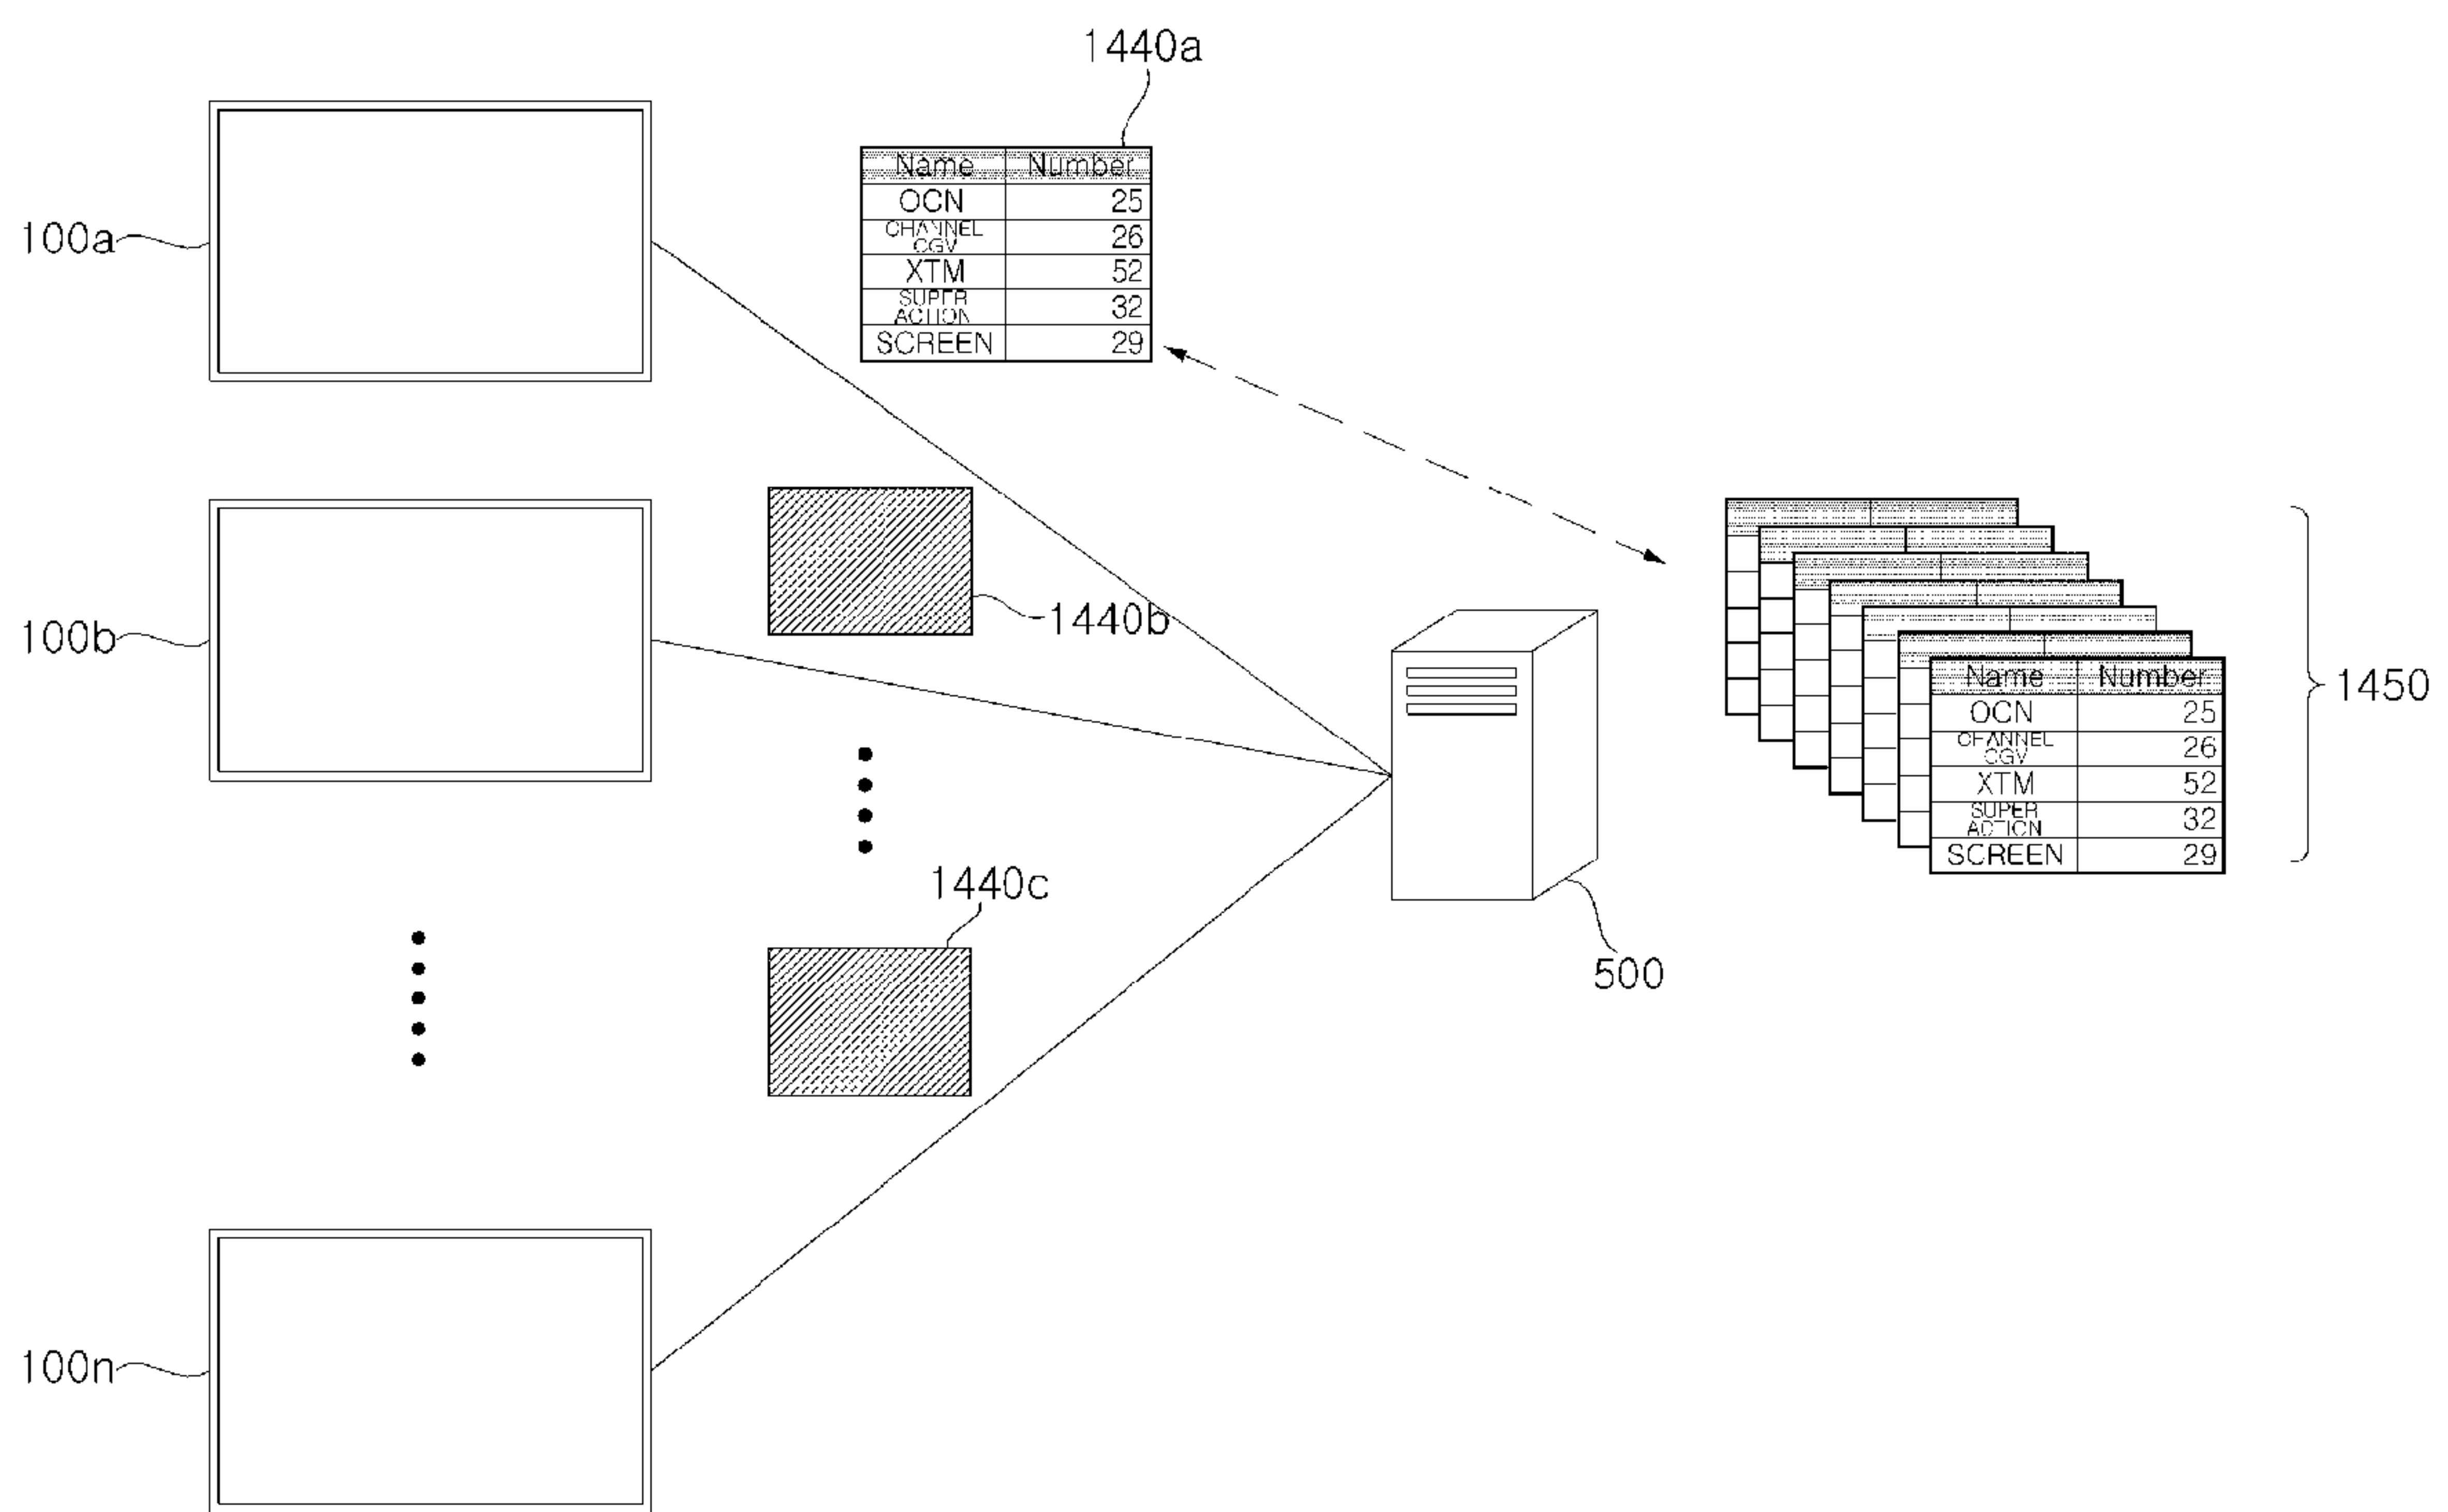 1440a
Name Number
OCN 25
CHANNEL
CGV 26
XTM 52
SUPER
ACTION 32
SCREEN 29
100a
1440b
100b
1450
Name Number
OCN 25
CHANNEL
CGV 26
XTM 52
SUPER
ACTION 32
SCREEN 29
1440c
500
100n